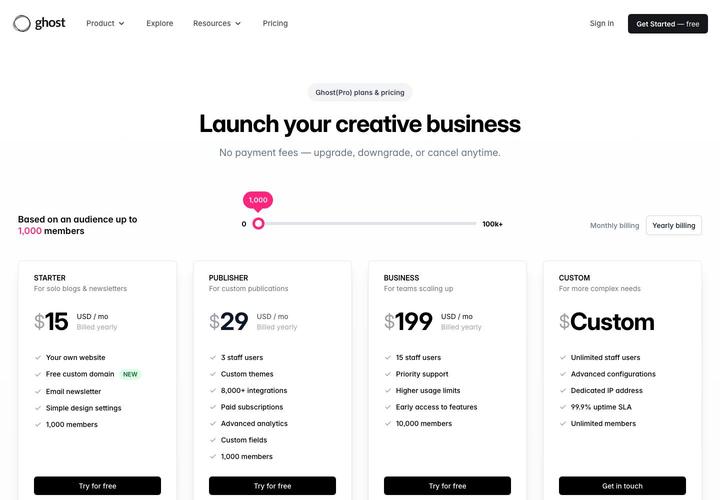 ghost
Product
Explore
Resources
Pricing
Sign in
Get Started — free
Ghost(Pro) plans & pricing
Launch your creative business
No payment fees — upgrade, downgrade, or cancel anytime.
1,000
Based on an audience up to
1,000 members
0
100k+
Monthly billing
Yearly billing
STARTER
For solo blogs & newsletters
$15 USD / mo
Billed yearly
Your own website
Free custom domain NEW
Email newsletter
Simple design settings
1,000 members
Try for free
PUBLISHER
For custom publications
$29 USD / mo
Billed yearly
3 staff users
Custom themes
8,000+ integrations
Paid subscriptions
Advanced analytics
Custom fields
1,000 members
Try for free
BUSINESS
For teams scaling up
$199 USD / mo
Billed yearly
15 staff users
Priority support
Higher usage limits
Early access to features
10,000 members
Try for free
CUSTOM
For more complex needs
$Custom
Unlimited staff users
Advanced configurations
Dedicated IP address
99.9% uptime SLA
Unlimited members
Get in touch